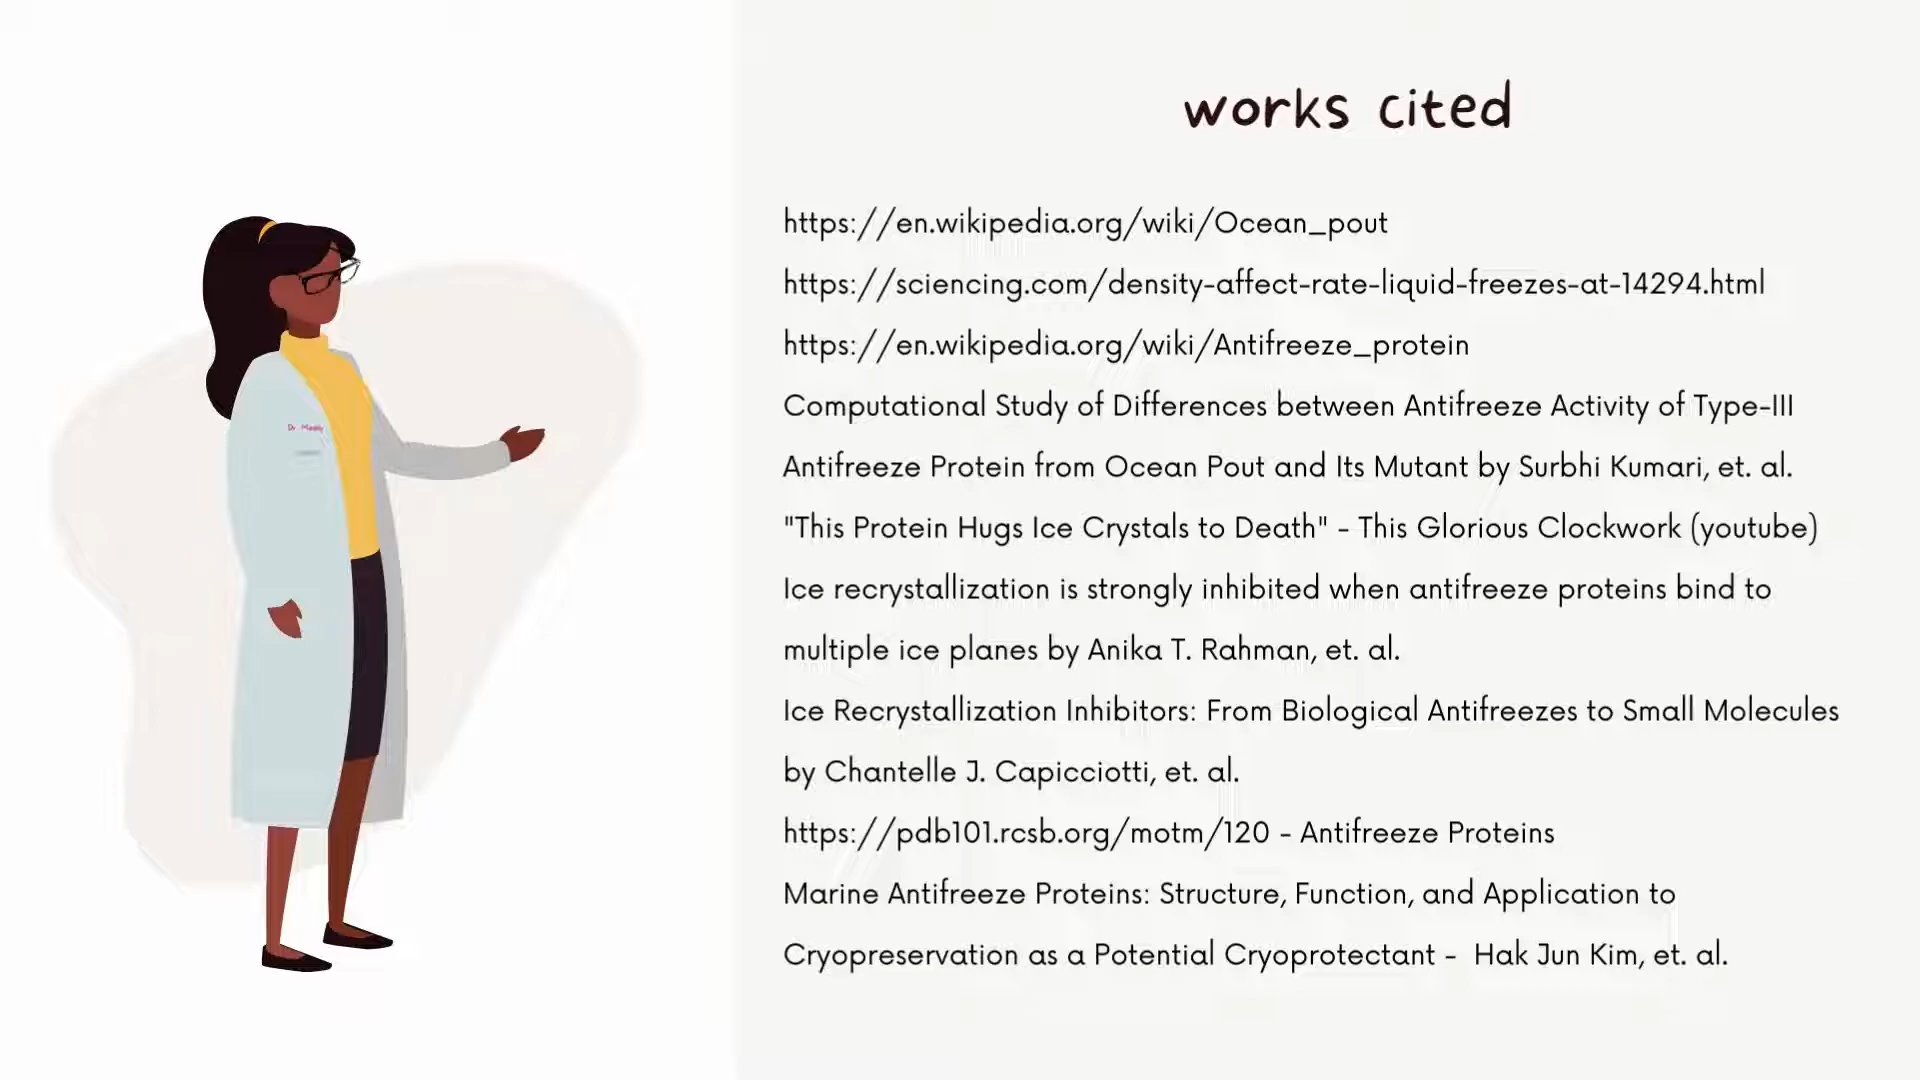 works cited
https://en.wikipedia.org/wiki/Ocean_pout
https://sciencing.com/density-affect-rate-liquid-freezes-at-14294.html
https://en.wikipedia.org/wiki/Antifreeze_protein
Computational Study of Differences between Antifreeze Activity of Type-III
Antifreeze Protein from Ocean Pout and Its Mutant by Surbhi Kumari, et. al.
"This Protein Hugs Ice Crystals to Death" - This Glorious Clockwork (youtube)
Ice recrystallization is strongly inhibited when antifreeze proteins bind to
multiple ice planes by Anika T. Rahman, et. al.
Ice Recrystallization Inhibitors: From Biological Antifreezes to Small Molecules
by Chantelle J. Capicciotti, et. al.
https://pdb101.rcsb.org/motm/120 - Antifreeze Proteins
Marine Antifreeze Proteins: Structure, Function, and Application to
Cryopreservation as a Potential Cryoprotectant - Hak Jun Kim, et. al.
Dr.